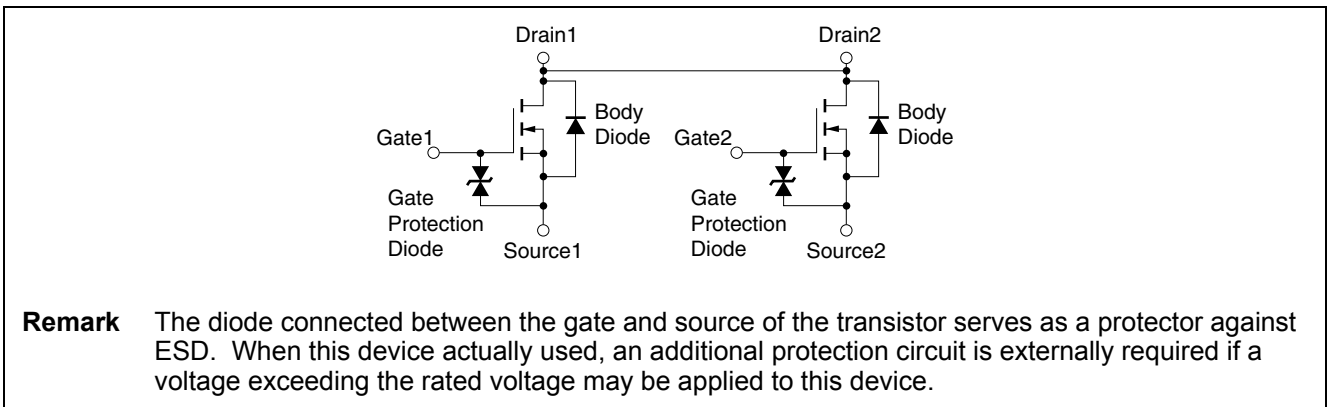 Drain1
Drain2
Body
Diode
Body
Diode
Gate1
Gate2
Gate
Protection
Diode
Gate
Protection
Diode
Source1
Source2
Remark The diode connected between the gate and source of the transistor serves as a protector against
ESD. When this device actually used, an additional protection circuit is externally required if a
voltage exceeding the rated voltage may be applied to this device.